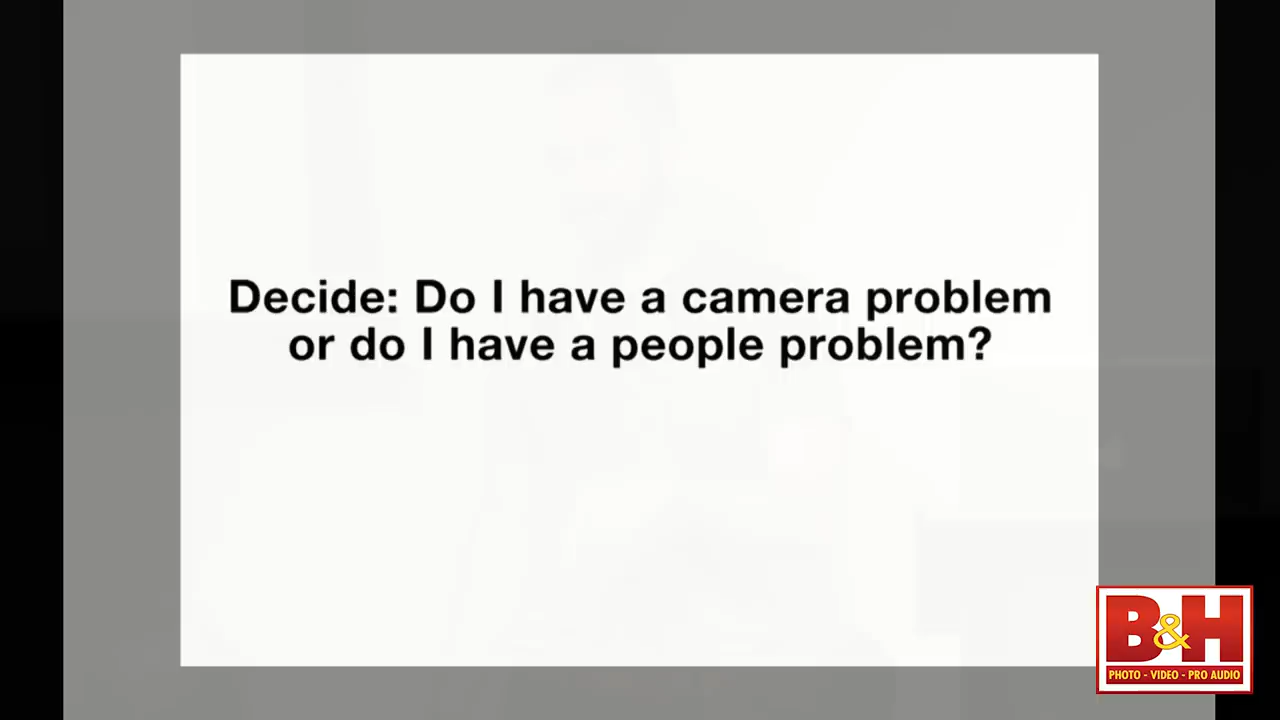 Decide: Do I have a camera problem
or do I have a people problem?
B&H
PHOTO - VIDEO - PRO AUDIO